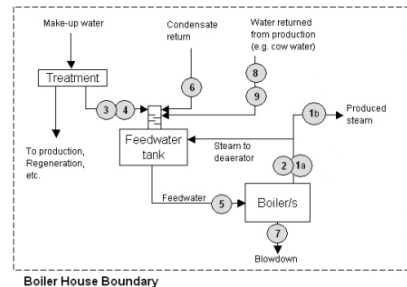 Make-up water
Condensate
return
Water returned
from production
(e.g. cow water)
Treatment
6
8
9
3
4
1b
Produced
steam
To production,
Regeneration,
etc.
Feedwater
tank
Steam to
deaerator
2
1a
Feedwater
5
Boiler/s
7
Blowdown
Boiler House Boundary